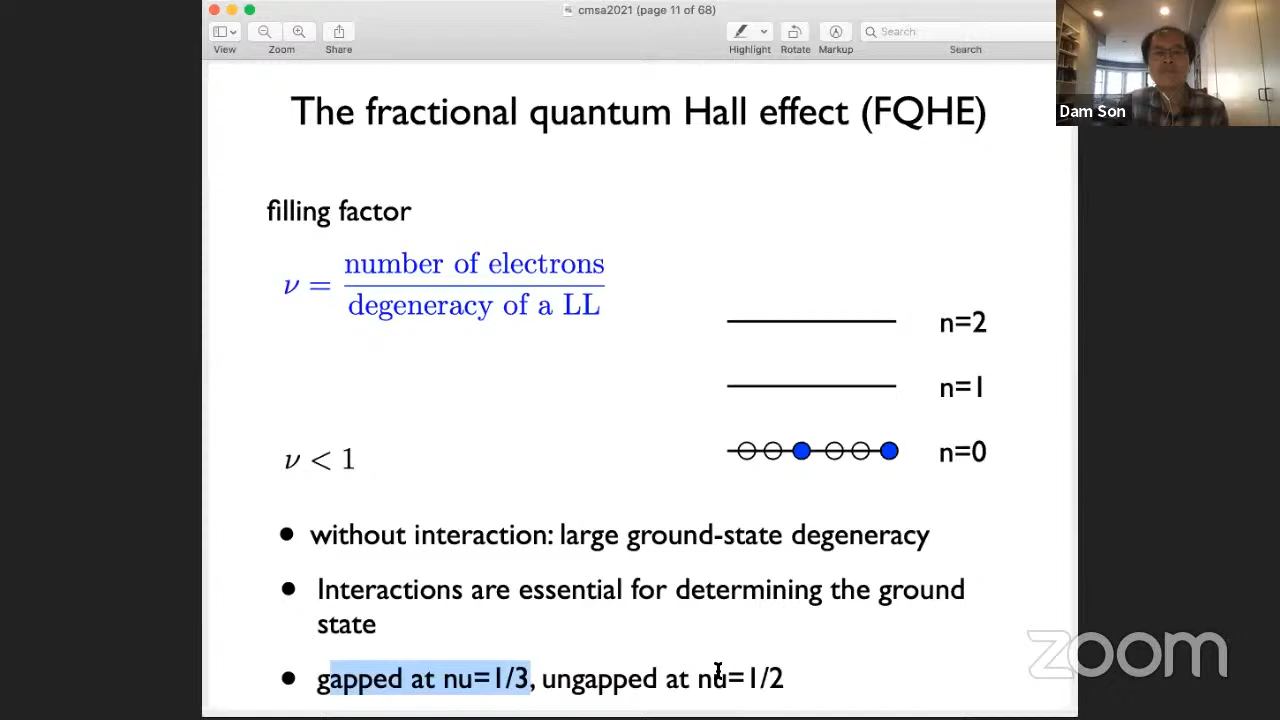 cmsa2021 (page 11 of 68)
View Zoom Share Highlight Rotate Markup Search
Search
Dam Son
The fractional quantum Hall effect (FQHE)
filling factor
ν = number of electrons / degeneracy of a LL
n=2
n=1
n=0
ν < 1
• without interaction: large ground-state degeneracy
• Interactions are essential for determining the ground
state
• gapped at nu=1/3, ungapped at nu=1/2
zoom